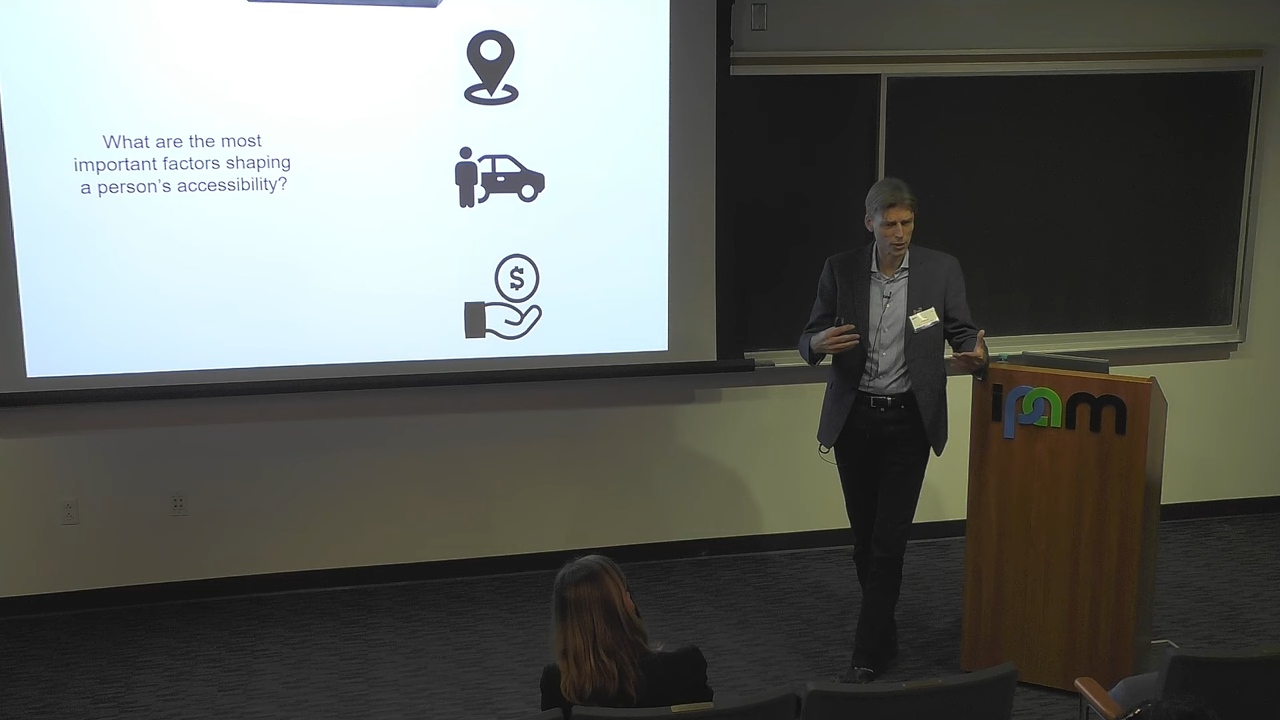 What are the most
important factors shaping
a person's accessibility?
$
ipam